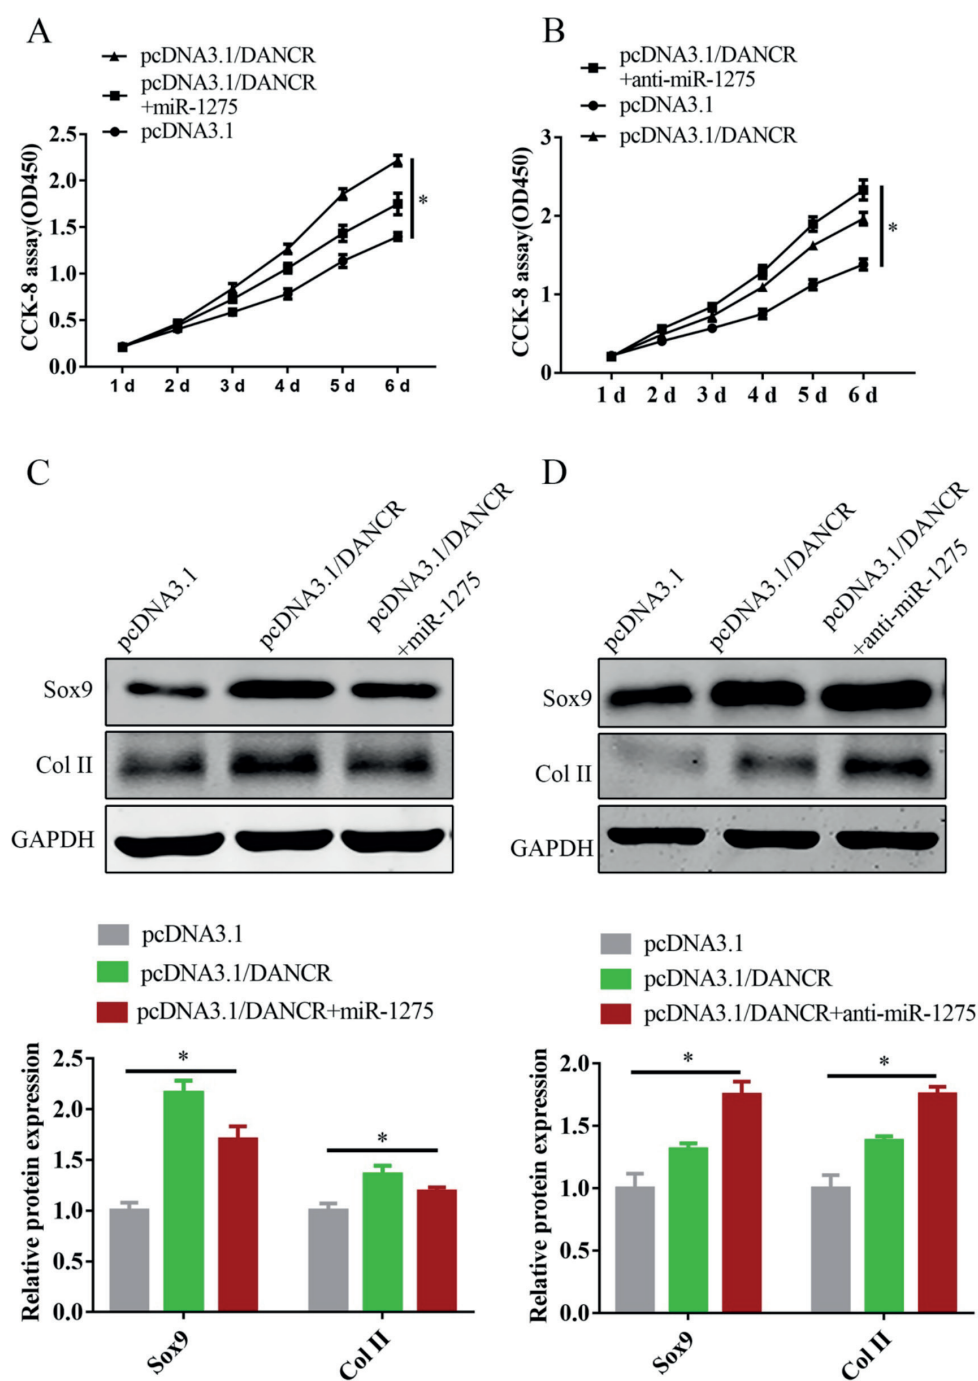 A
pcDNA3.1/DANCR
pcDNA3.1/DANCR
+miR-1275
pcDNA3.1
CCK-8 assay(OD450)
2.5
2.0
1.5
1.0
0.5
0.0
*
1 d 2 d 3 d 4 d 5 d 6 d
B
pcDNA3.1/DANCR
+anti-miR-1275
pcDNA3.1
pcDNA3.1/DANCR
CCK-8 assay(OD450)
3
2
1
0
*
1 d 2 d 3 d 4 d 5 d 6 d
C
pcDNA3.1
pcDNA3.1/DANCR
pcDNA3.1/DANCR
+miR-1275
Sox9
Col II
GAPDH
pcDNA3.1
pcDNA3.1/DANCR
pcDNA3.1/DANCR+miR-1275
Relative protein expression
2.5
2.0
1.5
1.0
0.5
0.0
*
*
Sox9
Col II
D
pcDNA3.1
pcDNA3.1/DANCR
pcDNA3.1/DANCR
+anti-miR-1275
Sox9
Col II
GAPDH
pcDNA3.1
pcDNA3.1/DANCR
pcDNA3.1/DANCR+anti-miR-1275
Relative protein expression
2.0
1.5
1.0
0.5
0.0
*
*
Sox9
Col II